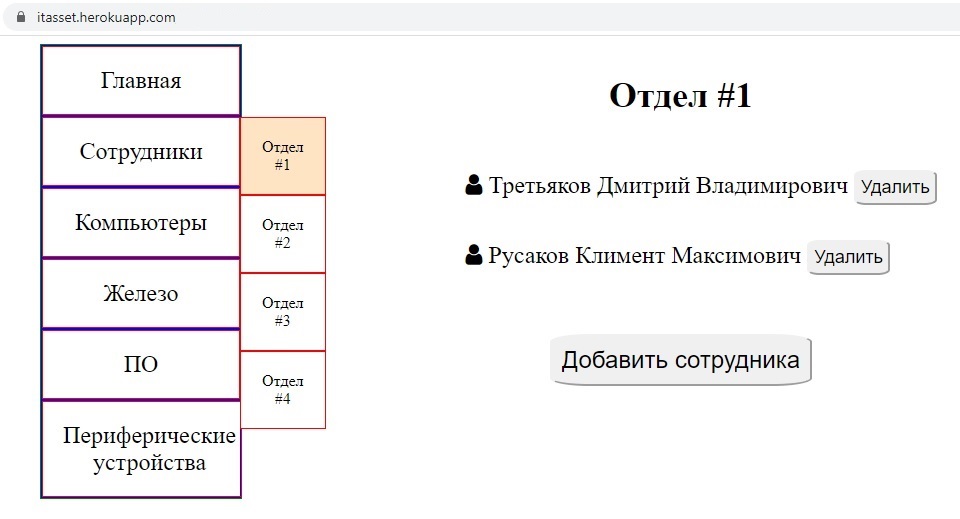 itasset.herokuapp.com
Главная
Сотрудники
Компьютеры
Железо
ПО
Периферические
устройства
Отдел
#1
Отдел
#2
Отдел
#3
Отдел
#4
Отдел #1
Третьяков Дмитрий Владимирович Удалить
Русаков Климент Максимович Удалить
Добавить сотрудника